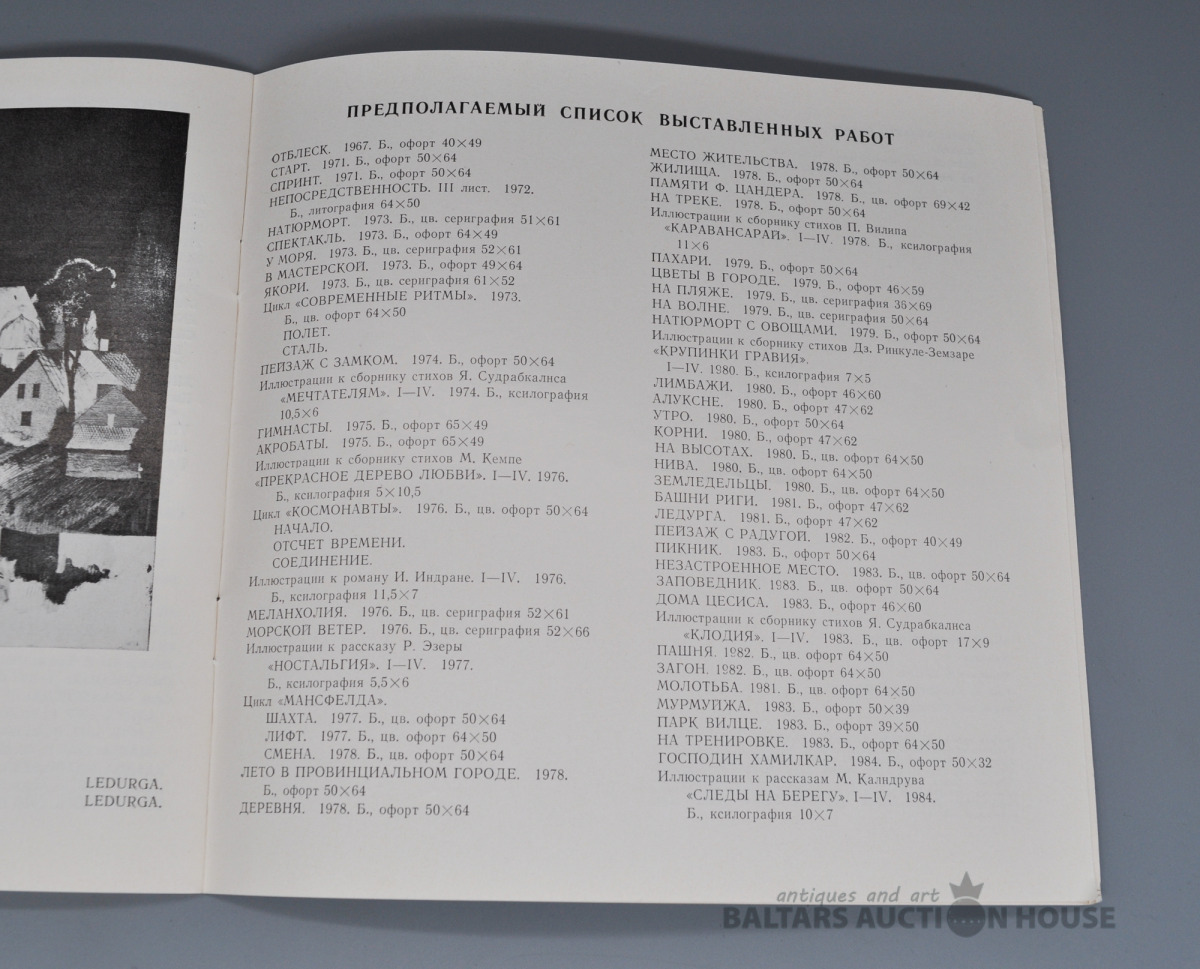 ПРЕДПОЛАГАЕМЫЙ СПИСОК ВЫСТАВЛЕННЫХ РАБОТ
ОТБЛЕСК. 1967. Б., офорт 40×49
СТАРТ. 1971. Б., офорт 50×64
СПРИНТ. 1971. Б., офорт 50×64
НЕПОСРЕДСТВЕННОСТЬ. III лист. 1972.
Б., литография 64×50
НАТЮРМОРТ. 1973. Б., цв. сериграфия 51×61
СПЕКТАКЛЬ. 1973. Б., офорт 64×49
У МОРЯ. 1973. Б., цв. сериграфия 52×61
В МАСТЕРСКОЙ. 1973. Б., офорт 49×64
ЯКОРИ. 1973. Б., цв. сериграфия 61×52
Цикл «СОВРЕМЕННЫЕ РИТМЫ». 1973.
Б., цв. офорт 64×50
ПОЛЕТ.
СТАЛЬ.
ПЕЙЗАЖ С ЗАМКОМ. 1974. Б., офорт 50×64
Иллюстрации к сборнику стихов Я. Судрабкалнса
«МЕЧТАТЕЛЯМ». I—IV. 1974. Б., ксилография
10,5×6
ГИМНАСТЫ. 1975. Б., офорт 65×49
АКРОБАТЫ. 1975. Б., офорт 65×49
Иллюстрации к сборнику стихов М. Кемпе
«ПРЕКРАСНОЕ ДЕРЕВО ЛЮБВИ». I—IV. 1976.
Б., ксилография 5×10,5
Цикл «КОСМОНАВТЫ». 1976. Б., цв. офорт 50×64
НАЧАЛО.
ОТСЧЕТ ВРЕМЕНИ.
СОЕДИНЕНИЕ.
Иллюстрации к роману И. Индране. I—IV. 1976.
Б., ксилография 11,5×7
МЕЛАНХОЛИЯ. 1976. Б., цв. сериграфия 52×61
МОРСКОЙ ВЕТЕР. 1976. Б., цв. сериграфия 52×66
Иллюстрации к рассказу Р. Эзеры
«НОСТАЛЬГИЯ». I—IV. 1977.
Б., ксилография 5,5×6
Цикл «МАНСФЕЛДА».
ШАХТА. 1977. Б., цв. офорт 50×64
ЛИФТ. 1977. Б., цв. офорт 64×50
СМЕНА. 1978. Б., цв. офорт 50×64
ЛЕТО В ПРОВИНЦИАЛЬНОМ ГОРОДЕ. 1978.
Б., офорт 50×64
ДЕРЕВНЯ. 1978. Б., офорт 50×64
МЕСТО ЖИТЕЛЬСТВА. 1978. Б., офорт 50×64
ЖИЛИЩА. 1978. Б., офорт 50×64
ПАМЯТИ Ф. ЦАНДЕРА. 1978. Б., цв. офорт 69×42
НА ТРЕКЕ. 1978. Б., офорт 50×64
Иллюстрации к сборнику стихов П. Вилипа
«КАРАВАНСАРАЙ». I—IV. 1978. Б., ксилография
11×6
ПАХАРИ. 1979. Б., офорт 50×64
ЦВЕТЫ В ГОРОДЕ. 1979. Б., офорт 46×59
НА ПЛЯЖЕ. 1979. Б., цв. сериграфия 36×69
НА ВОЛНЕ. 1979. Б., цв. сериграфия 50×64
НАТЮРМОРТ С ОВОЩАМИ. 1979. Б., офорт 50×64
Иллюстрации к сборнику стихов Дз. Ринкуле-Земзаре
«КРУПИНКИ ГРАВИЯ».
I—IV. 1980. Б., ксилография 7×5
ЛИМБАЖИ. 1980. Б., офорт 46×60
АЛУКСНЕ. 1980. Б., офорт 47×62
УТРО. 1980. Б., офорт 50×64
КОРНИ. 1980. Б., офорт 47×62
НА ВЫСОТАХ. 1980. Б., цв. офорт 64×50
НИВА. 1980. Б., цв. офорт 64×50
ЗЕМЛЕДЕЛЬЦЫ. 1980. Б., цв. офорт 64×50
БАШНИ РИГИ. 1981. Б., офорт 47×62
ЛЕДУРГА. 1981. Б., офорт 47×62
ПЕЙЗАЖ С РАДУГОЙ. 1982. Б., офорт 40×49
ПИКНИК. 1983. Б., офорт 50×64
НЕЗАСТРОЕННОЕ МЕСТО. 1983. Б., цв. офорт 50×64
ЗАПОВЕДНИК. 1983. Б., цв. офорт 50×64
ДОМА ЦЕСИСА. 1983. Б., офорт 46×60
Иллюстрации к сборнику стихов Я. Судрабкалнса
«КЛОДИЯ». I—IV. 1983. Б., цв. офорт 17×9
ПАШНЯ. 1982. Б., цв. офорт 64×50
ЗАГОН. 1982. Б., цв. офорт 64×50
МОЛОТЬБА. 1981. Б., цв. офорт 64×50
МУРМУЙЖА. 1983. Б., офорт 50×39
ПАРК ВИЛЦЕ. 1983. Б., офорт 39×50
НА ТРЕНИРОВКЕ. 1983. Б., офорт 64×50
ГОСПОДИН ХАМИЛКАР. 1984. Б., офорт 50×32
Иллюстрации к рассказам М. Калндрува
«СЛЕДЫ НА БЕРЕГУ». I—IV. 1984.
Б., ксилография 10×7
LEDURGA.
LEDURGA.
antiques and art
BALTARS AUCTION HOUSE